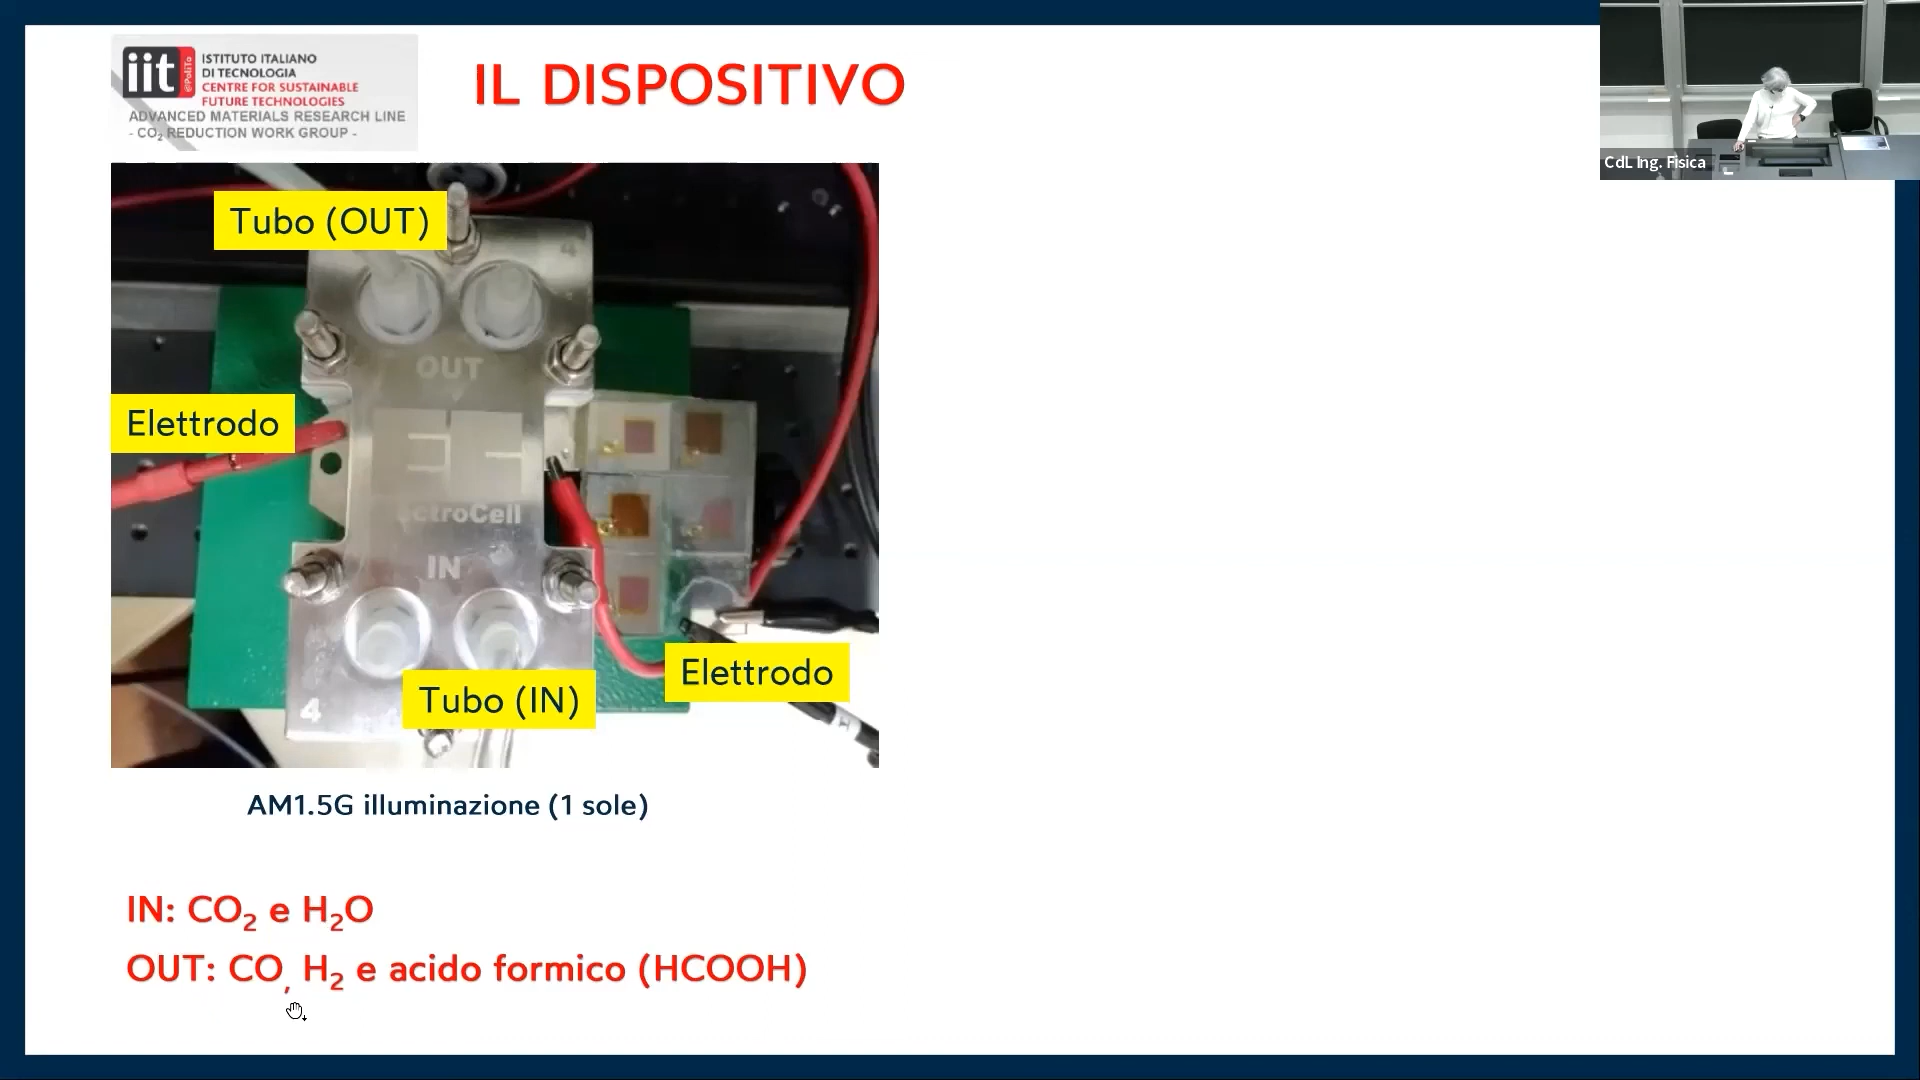 iit
@PoliTo
ISTITUTO ITALIANO
DI TECNOLOGIA
CENTRE FOR SUSTAINABLE
FUTURE TECHNOLOGIES
ADVANCED MATERIALS RESEARCH LINE
- CO₂ REDUCTION WORK GROUP -
IL DISPOSITIVO
CdL Ing. Fisica
Tubo (OUT)
4
OUT
Elettrodo
ctroCell
IN
Elettrodo
Tubo (IN)
4
AM1.5G illuminazione (1 sole)
IN: CO₂ e H₂O
OUT: CO, H₂ e acido formico (HCOOH)